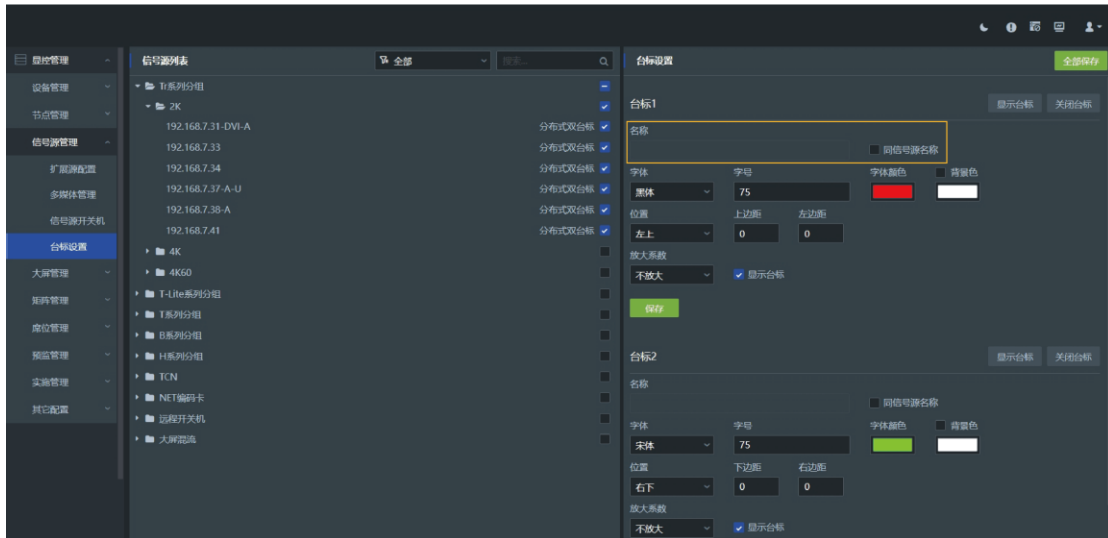 显控管理
设备管理
节点管理
信号源管理
扩展源配置
多媒体管理
信号源开关机
台标设置
大屏管理
矩阵管理
席位管理
预监管理
实施管理
其它配置
信号源列表
全部
搜索...
Tr系列分组
2K
192.168.7.31-DVI-A 分布式双台标
192.168.7.33 分布式双台标
192.168.7.34 分布式双台标
192.168.7.37-A-U 分布式双台标
192.168.7.38-A 分布式双台标
192.168.7.41 分布式双台标
4K
4K60
T-Lite系列分组
T系列分组
B系列分组
H系列分组
TCN
NET编码卡
远程开关机
大屏混流
台标设置 全部保存
台标1 显示台标 关闭台标
名称
同信号源名称
字体 字号 字体颜色 背景色
黑体 75
位置 上边距 左边距
左上 0 0
放大系数
不放大 显示台标
保存
台标2 显示台标 关闭台标
名称
同信号源名称
字体 字号 字体颜色 背景色
宋体 75
位置 下边距 右边距
右下 0 0
放大系数
不放大 显示台标